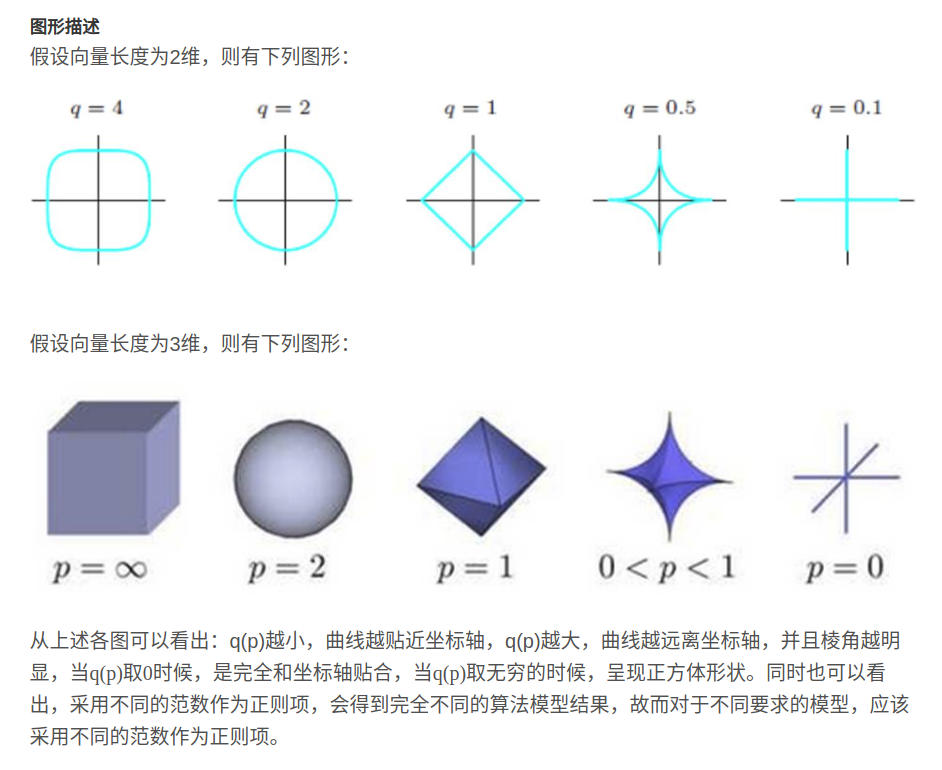 图形描述
假设向量长度为2维，则有下列图形：
q = 4 q = 2 q = 1 q = 0.5 q = 0.1
假设向量长度为3维，则有下列图形：
p = ∞ p = 2 p = 1 0 < p < 1 p = 0
从上述各图可以看出：q(p)越小，曲线越贴近坐标轴，q(p)越大，曲线越远离坐标轴，并且棱角越明
显，当q(p)取0时候，是完全和坐标轴贴合，当q(p)取无穷的时候，呈现正方体形状。同时也可以看
出，采用不同的范数作为正则项，会得到完全不同的算法模型结果，故而对于不同要求的模型，应该
采用不同的范数作为正则项。